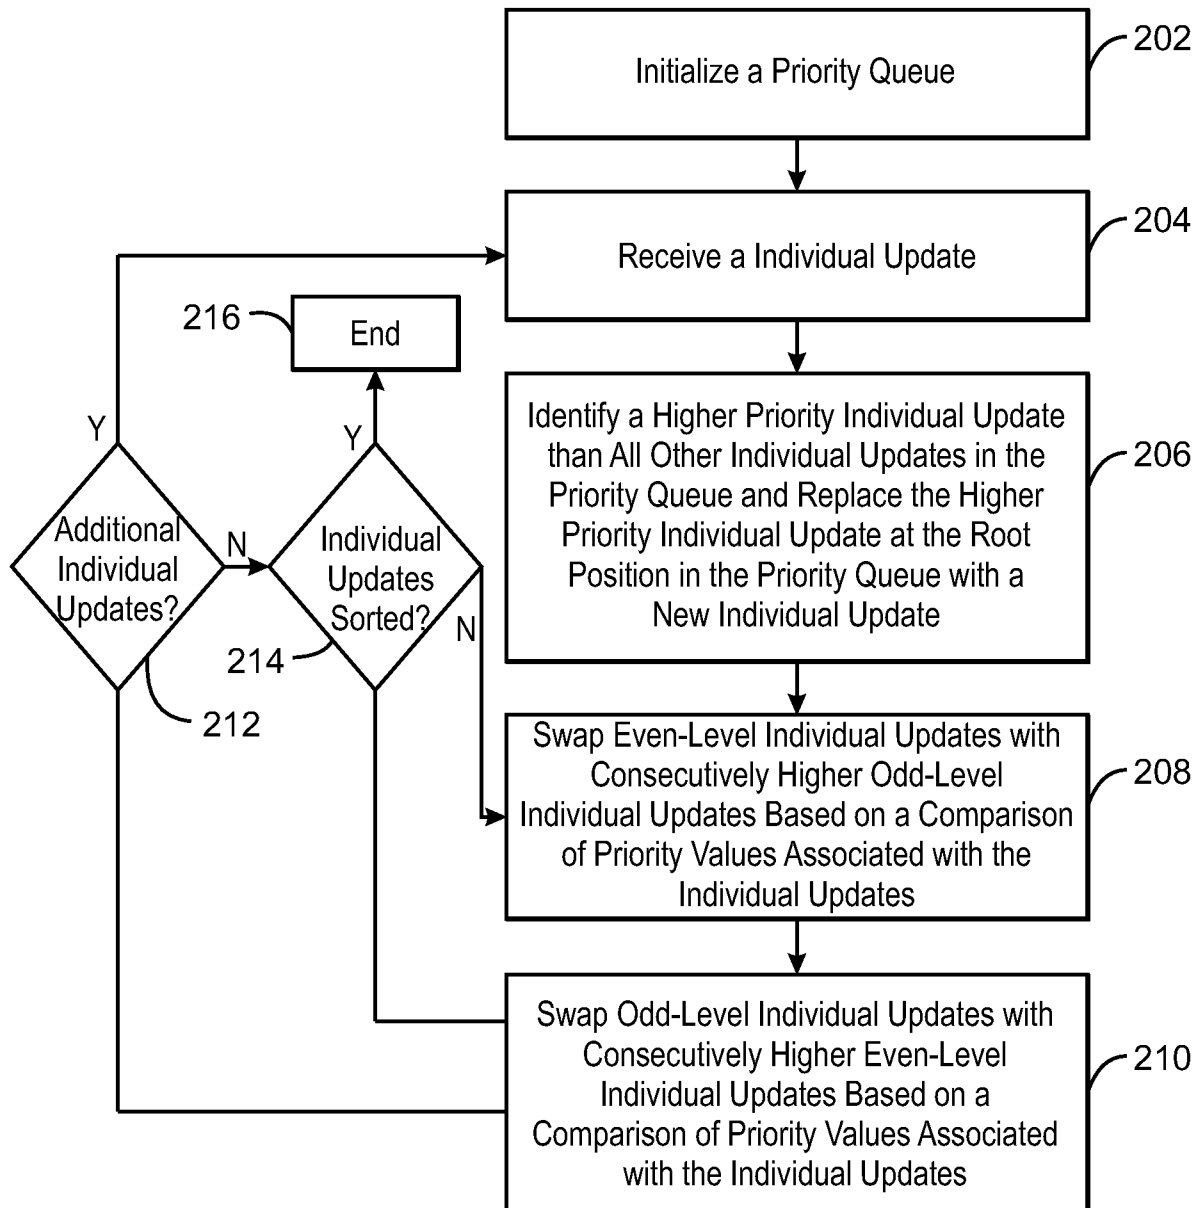 Initialize a Priority Queue
202
Receive a Individual Update
204
216
End
Identify a Higher Priority Individual Update
than All Other Individual Updates in the
Priority Queue and Replace the Higher
Priority Individual Update at the Root
Position in the Priority Queue with a
New Individual Update
206
Y
Additional
Individual
Updates?
N
212
Y
Individual
Updates
Sorted?
N
214
Swap Even-Level Individual Updates with
Consecutively Higher Odd-Level
Individual Updates Based on a Comparison
of Priority Values Associated with the
Individual Updates
208
Swap Odd-Level Individual Updates with
Consecutively Higher Even-Level
Individual Updates Based on a
Comparison of Priority Values Associated
with the Individual Updates
210